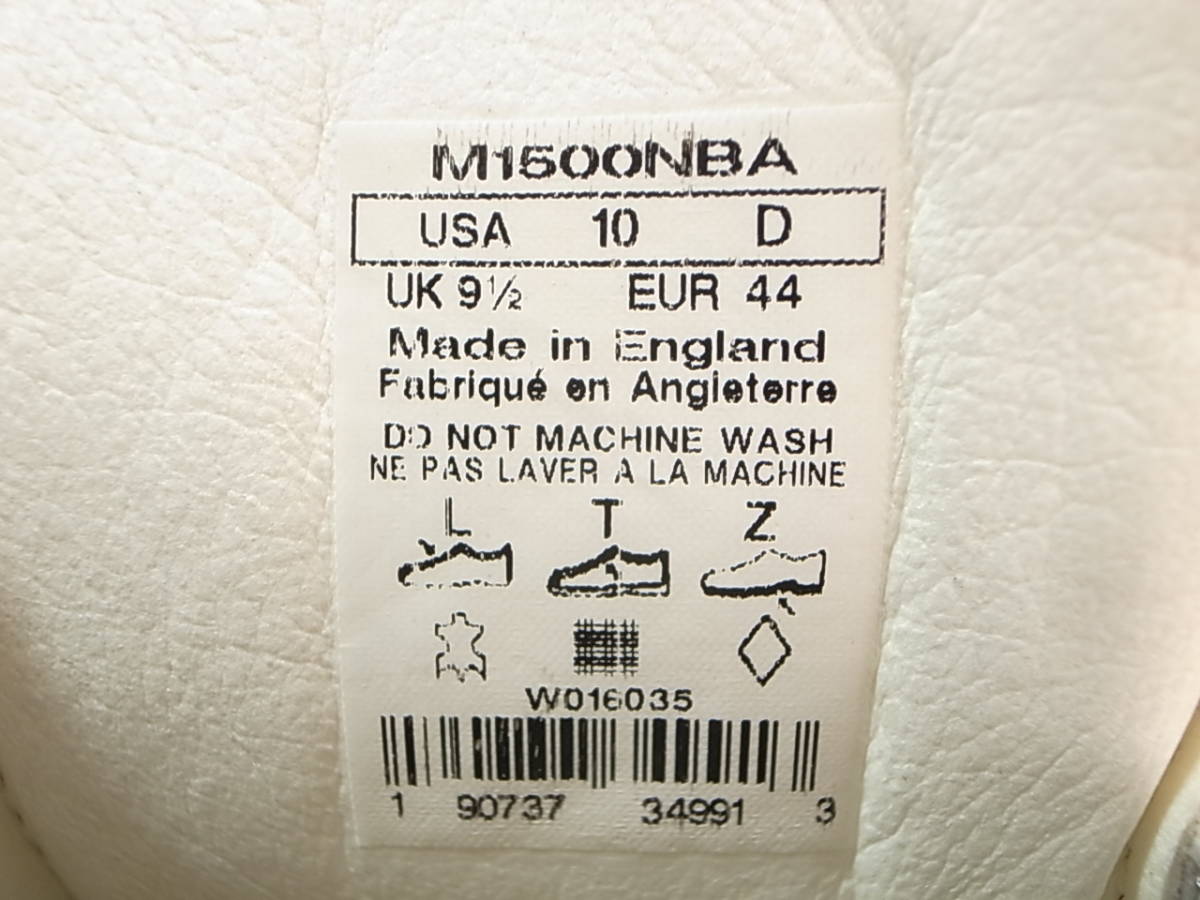 M1500NBA
USA 10 D
UK 9½ EUR 44
Made in England
Fabriqué en Angleterre
DO NOT MACHINE WASH
NE PAS LAVER A LA MACHINE
L T Z
W016035
1 90737 34991 3